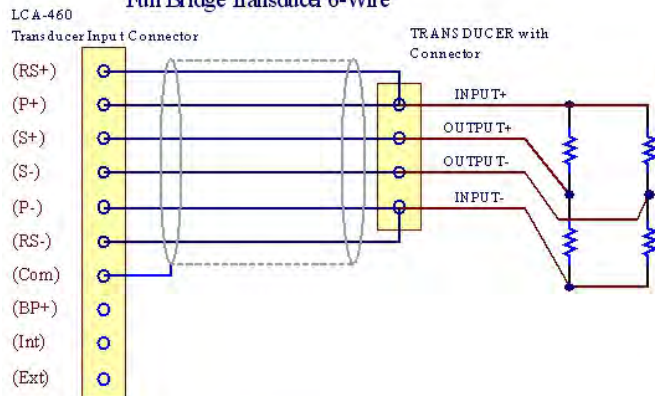 Full Bridge Transducer 6-Wire
LCA-460
Transducer Input Connector
TRANSDUCER with
Connector
(RS+)
(P+)
(S+)
(S-)
(P-)
(RS-)
(Com)
(BP+)
(Int)
(Ext)
INPUT+
OUTPUT+
OUTPUT-
INPUT-